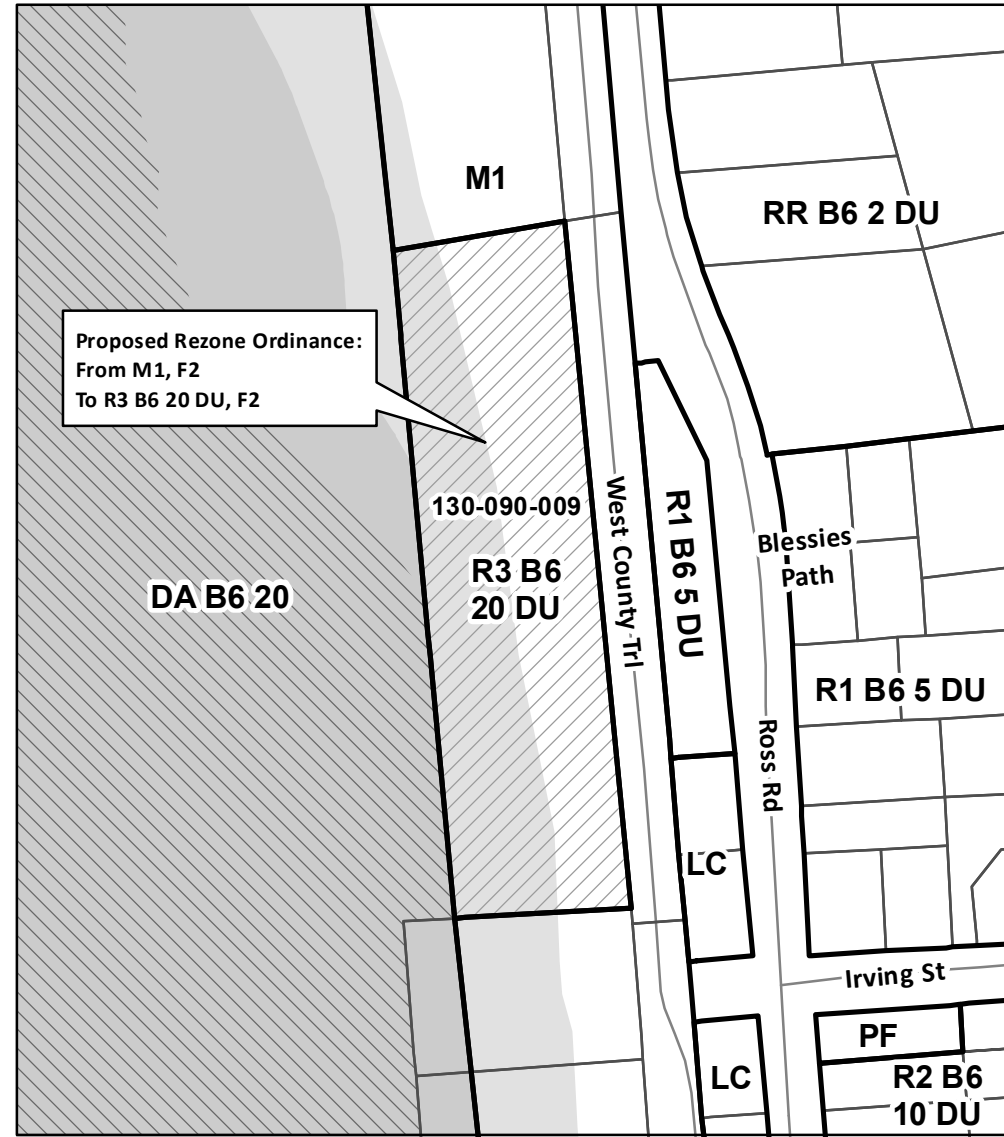 M1
RR B6 2 DU
Proposed Rezone Ordinance:
From M1, F2
To R3 B6 20 DU, F2
130-090-009
R3 B6
20 DU
DA B6 20
West County Trl
R1 B6 5 DU
Blessies
Path
R1 B6 5 DU
Ross Rd
LC
Irving St
PF
LC
R2 B6
10 DU